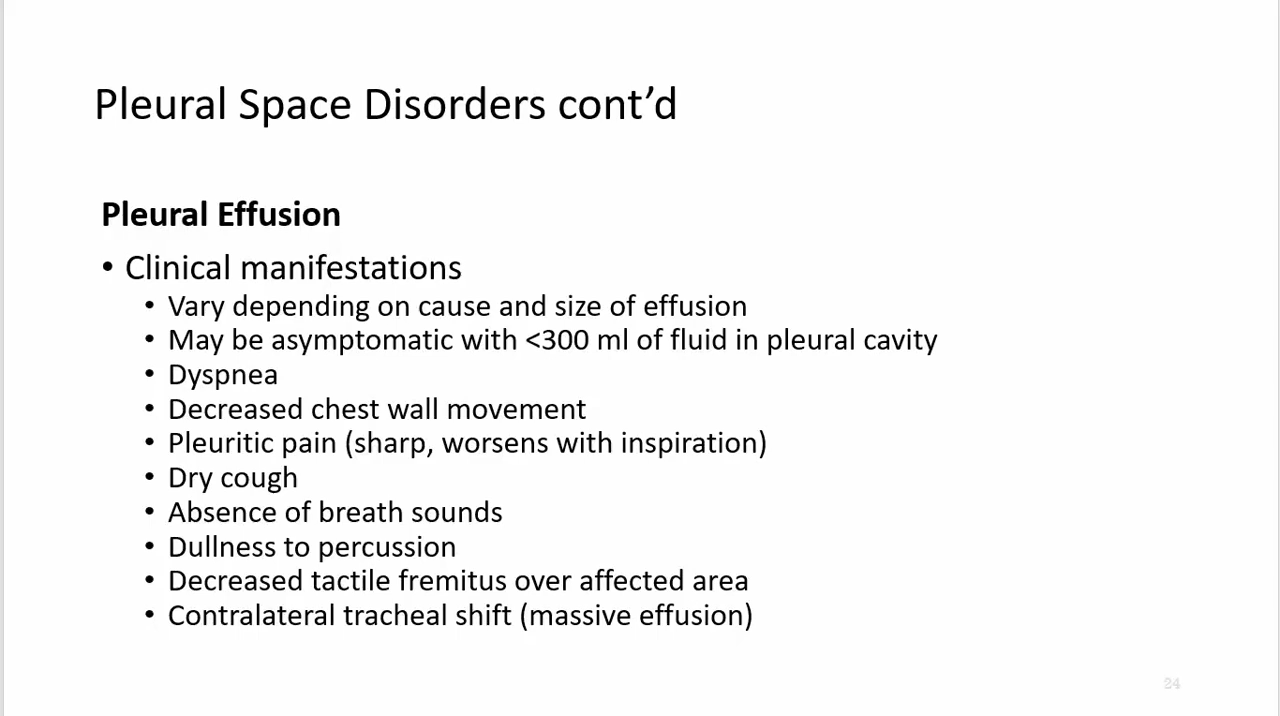 Pleural Space Disorders cont’d
Pleural Effusion
• Clinical manifestations
• Vary depending on cause and size of effusion
• May be asymptomatic with <300 ml of fluid in pleural cavity
• Dyspnea
• Decreased chest wall movement
• Pleuritic pain (sharp, worsens with inspiration)
• Dry cough
• Absence of breath sounds
• Dullness to percussion
• Decreased tactile fremitus over affected area
• Contralateral tracheal shift (massive effusion)
24